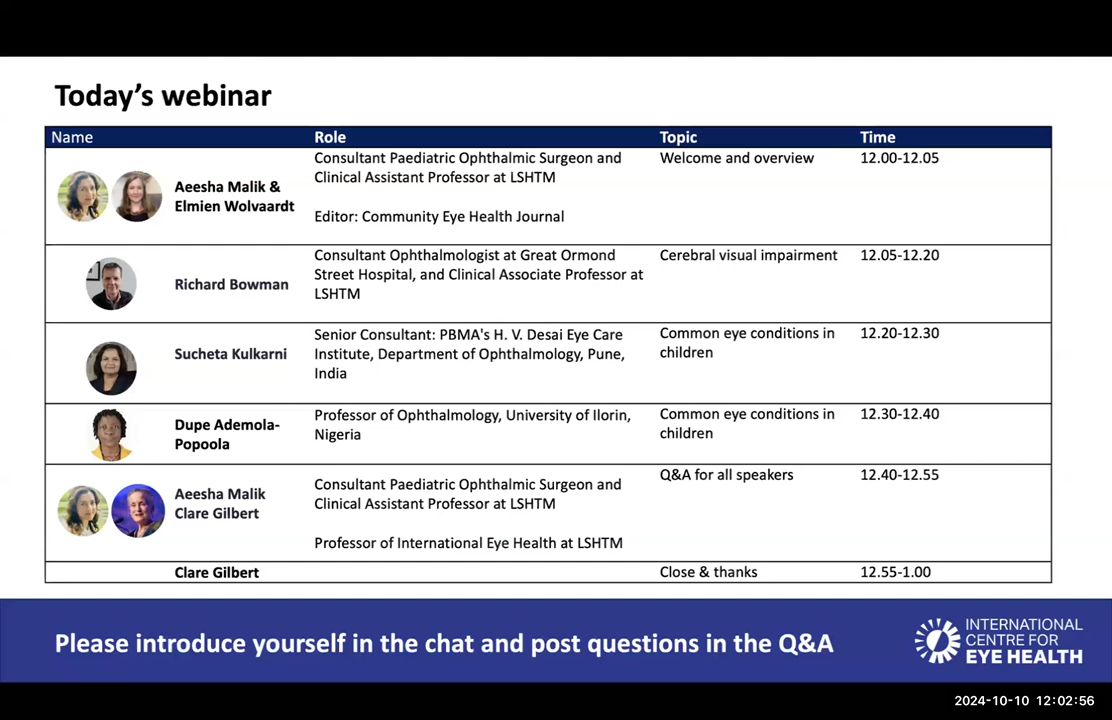 Today's webinar
Name Role Topic Time
Aeesha Malik &
Elmien Wolvaardt
Consultant Paediatric Ophthalmic Surgeon and
Clinical Assistant Professor at LSHTM
Editor: Community Eye Health Journal
Welcome and overview
12.00-12.05
Richard Bowman
Consultant Ophthalmologist at Great Ormond
Street Hospital, and Clinical Associate Professor at
LSHTM
Cerebral visual impairment
12.05-12.20
Sucheta Kulkarni
Senior Consultant: PBMA's H. V. Desai Eye Care
Institute, Department of Ophthalmology, Pune,
India
Common eye conditions in
children
12.20-12.30
Dupe Ademola-
Popoola
Professor of Ophthalmology, University of Ilorin,
Nigeria
Common eye conditions in
children
12.30-12.40
Aeesha Malik
Clare Gilbert
Consultant Paediatric Ophthalmic Surgeon and
Clinical Assistant Professor at LSHTM
Professor of International Eye Health at LSHTM
Q&A for all speakers
12.40-12.55
Clare Gilbert
Close & thanks
12.55-1.00
Please introduce yourself in the chat and post questions in the Q&A
INTERNATIONAL
CENTRE FOR
EYE HEALTH
2024-10-10 12:02:56